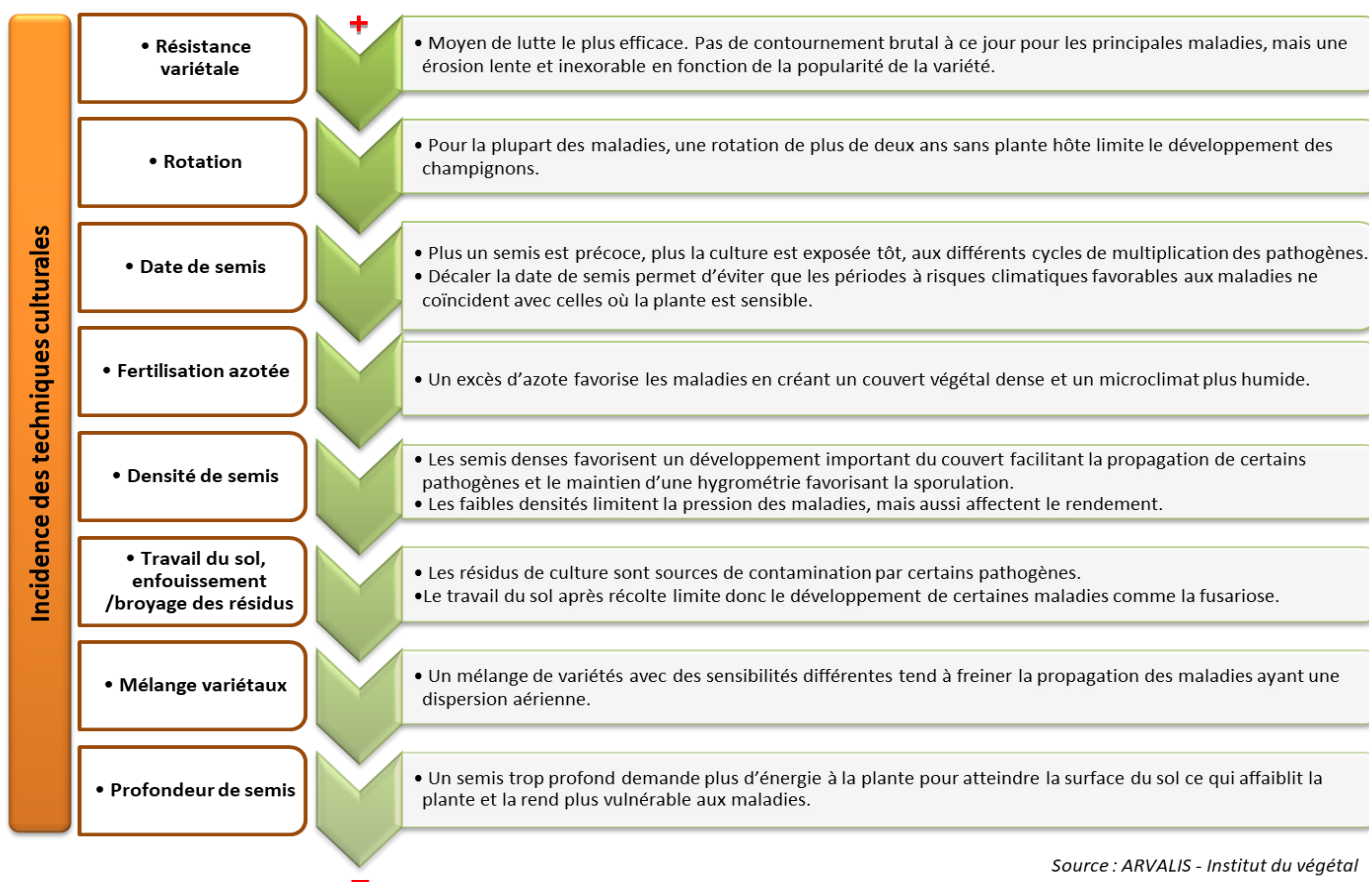 Incidence des techniques culturales
+
• Résistance
variétale
• Moyen de lutte le plus efficace. Pas de contournement brutal à ce jour pour les principales maladies, mais une
érosion lente et inexorable en fonction de la popularité de la variété.
• Rotation
• Pour la plupart des maladies, une rotation de plus de deux ans sans plante hôte limite le développement des
champignons.
• Date de semis
• Plus un semis est précoce, plus la culture est exposée tôt, aux différents cycles de multiplication des pathogènes.
• Décaler la date de semis permet d’éviter que les périodes à risques climatiques favorables aux maladies ne
coïncident avec celles où la plante est sensible.
• Fertilisation azotée
• Un excès d’azote favorise les maladies en créant un couvert végétal dense et un microclimat plus humide.
• Densité de semis
• Les semis denses favorisent un développement important du couvert facilitant la propagation de certains
pathogènes et le maintien d’une hygrométrie favorisant la sporulation.
• Les faibles densités limitent la pression des maladies, mais aussi affectent le rendement.
• Travail du sol,
enfouissement
/broyage des résidus
• Les résidus de culture sont sources de contamination par certains pathogènes.
•Le travail du sol après récolte limite donc le développement de certaines maladies comme la fusariose.
• Mélange variétaux
• Un mélange de variétés avec des sensibilités différentes tend à freiner la propagation des maladies ayant une
dispersion aérienne.
• Profondeur de semis
• Un semis trop profond demande plus d’énergie à la plante pour atteindre la surface du sol ce qui affaiblit la
plante et la rend plus vulnérable aux maladies.
–
Source : ARVALIS - Institut du végétal